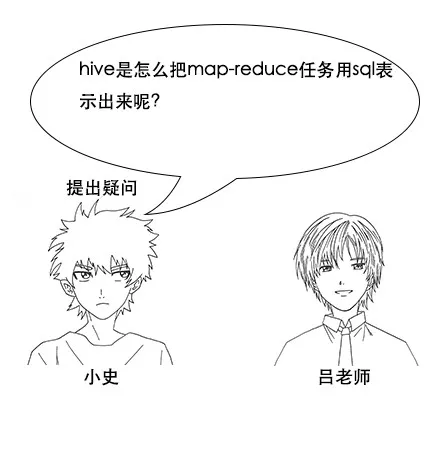 hive是怎么把map-reduce任务用sql表
示出来呢?
提出疑问
小史
吕老师